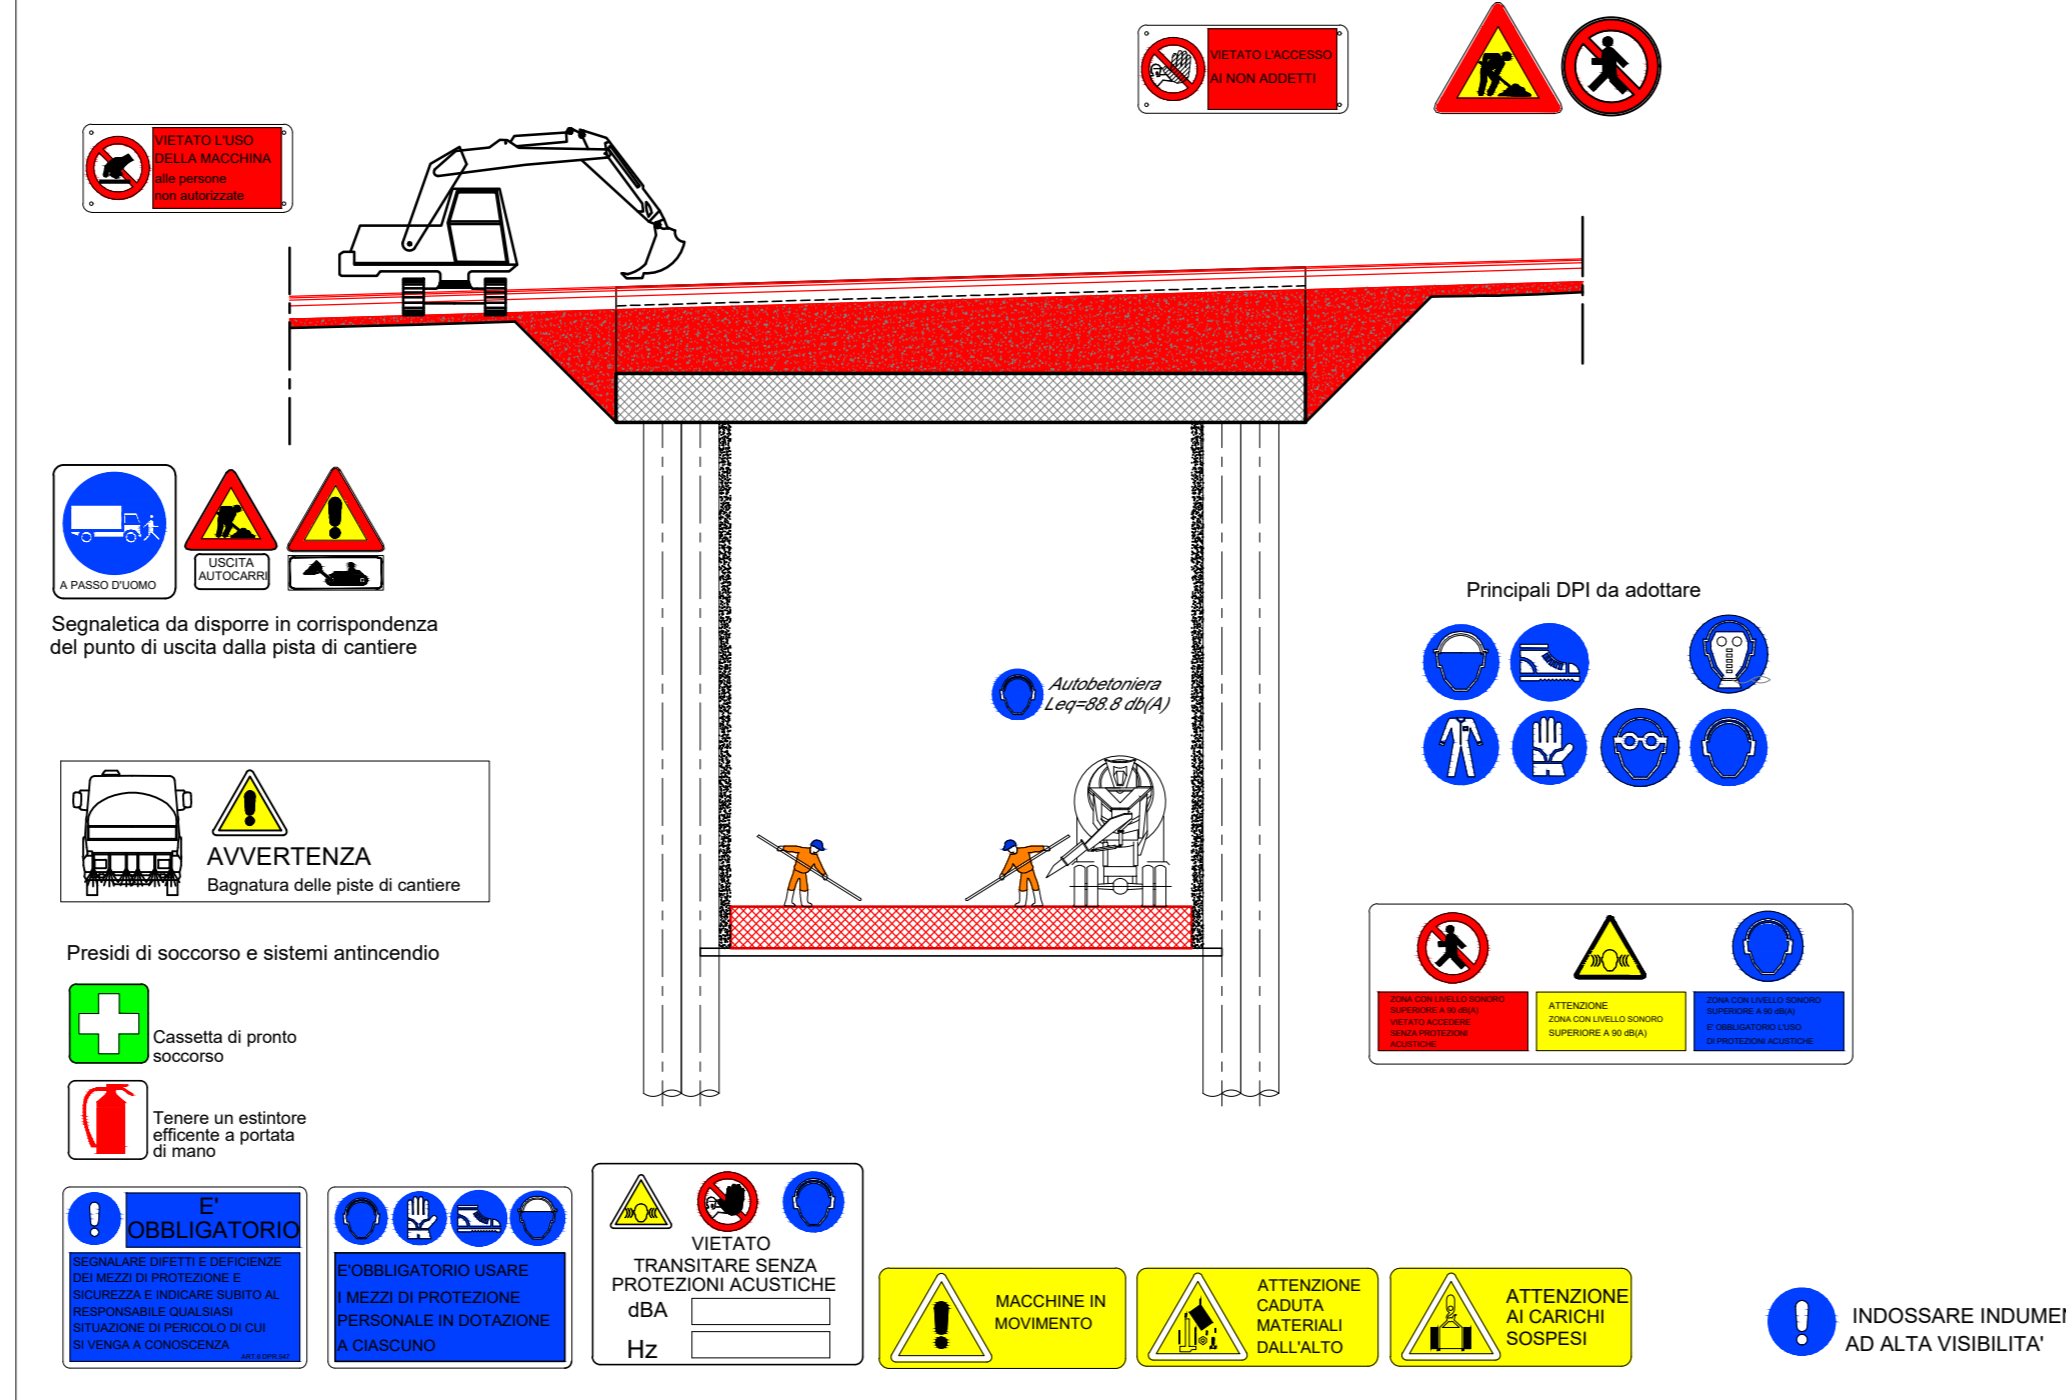 VIETATO L'ACCESSO
AI NON ADDETTI
VIETATO L'USO
DELLA MACCHINA
alle persone
non autorizzate
A PASSO D'UOMO
USCITA
AUTOCARRI
Segnaletica da disporre in corrispondenza
del punto di uscita dalla pista di cantiere
Principali DPI da adottare
Autobetoniera
Leq=88.8 db(A)
AVVERTENZA
Bagnatura delle piste di cantiere
Presidi di soccorso e sistemi antincendio
Cassetta di pronto
soccorso
Tenere un estintore
efficente a portata
di mano
ZONA CON LIVELLO SONORO
SUPERIORE A 90 dB(A)
VIETATO ACCEDERE
SENZA PROTEZIONI
ACUSTICHE
ATTENZIONE
ZONA CON LIVELLO SONORO
SUPERIORE A 90 dB(A)
ZONA CON LIVELLO SONORO
SUPERIORE A 90 dB(A)
E' OBBLIGATORIO L'USO
DI PROTEZIONI ACUSTICHE
E'
OBBLIGATORIO
SEGNALARE DIFETTI E DEFICIENZE
DEI MEZZI DI PROTEZIONE E
SICUREZZA E INDICARE SUBITO AL
RESPONSABILE QUALSIASI
SITUAZIONE DI PERICOLO DI CUI
SI VENGA A CONOSCENZA
ART 6 DPR.547
E'OBBLIGATORIO USARE
I MEZZI DI PROTEZIONE
PERSONALE IN DOTAZIONE
A CIASCUNO
VIETATO
TRANSITARE SENZA
PROTEZIONI ACUSTICHE
dBA
Hz
MACCHINE IN
MOVIMENTO
ATTENZIONE
CADUTA
MATERIALI
DALL'ALTO
ATTENZIONE
AI CARICHI
SOSPESI
INDOSSARE INDUME
AD ALTA VISIBILITA'